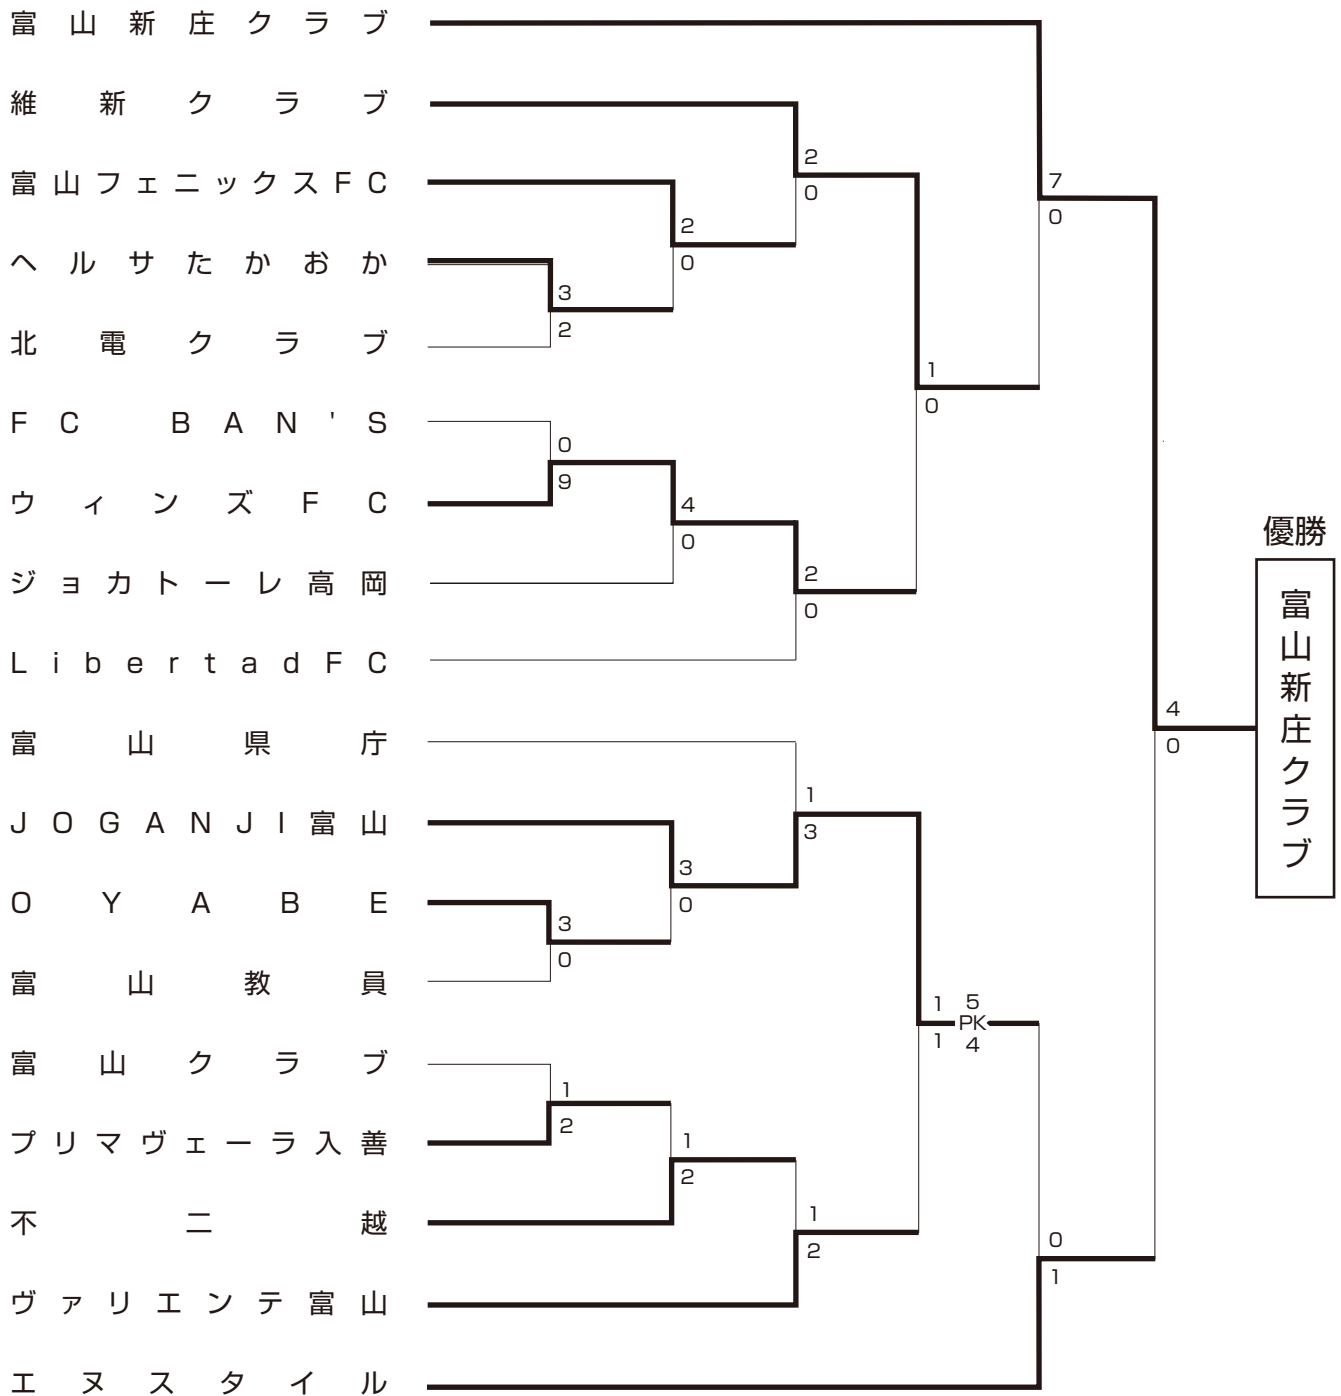 富山新庄クラブ
維新クラブ
2
0
富山フェニックスFC
7
0
2
0
ヘルサたかおか
3
2
北電クラブ
1
0
FC BAN'S
0
9
ウィンズFC
4
0
優勝
富山新庄クラブ
ジョカトーレ高岡
2
0
LibertadFC
4
0
富山県庁
1
3
JOGANJI富山
3
0
OYABE
3
0
富山教員
1 5
PK
1 4
富山クラブ
1
2
プリマヴェーラ入善
1
2
不二越
1
2
0
1
ヴァリエンテ富山
エヌスタイル